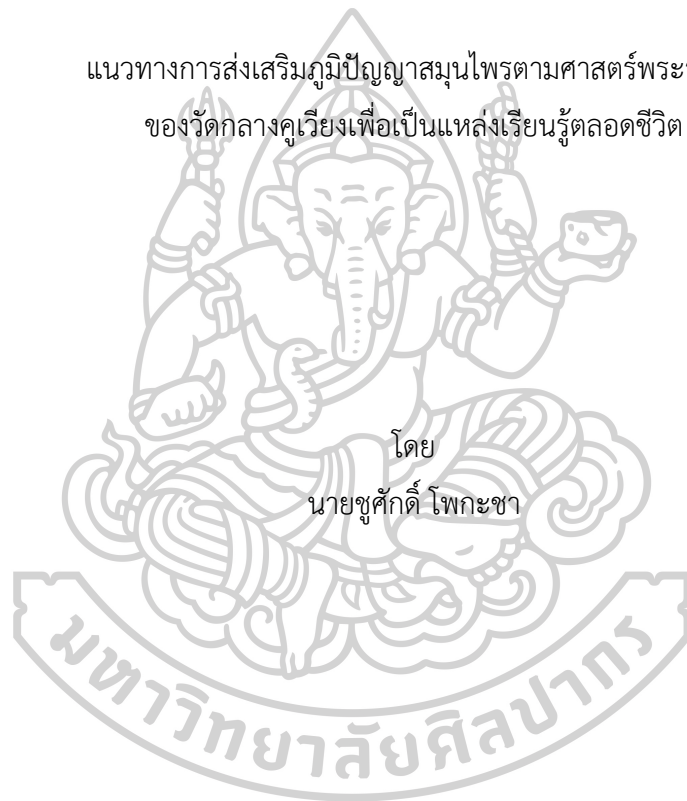 แนวทางการส่งเสริมภูมิปัญญาสมุนไพรตามศาสตร์พระ
ของวัดกลางคูเวียงเพื่อเป็นแหล่งเรียนรู้ตลอดชีวิต
โดย
นายชูศักดิ์ โพกะชา
มหาวิทยาลัยศิลปากร